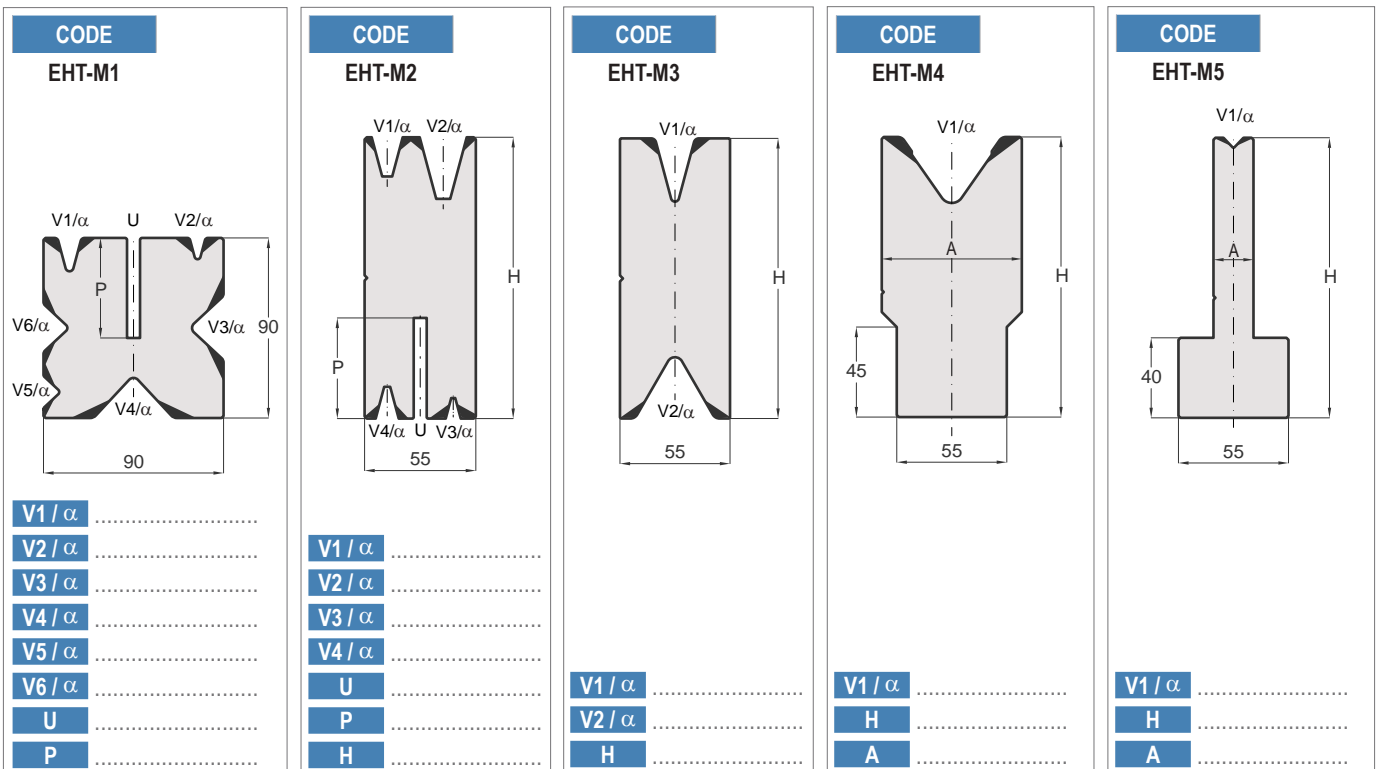 CODE
EHT-M1
V1/α U V2/α
P
V6/α
V3/α
90
V5/α
V4/α
90
V1 / α ............................
V2 / α ............................
V3 / α ............................
V4 / α ............................
V5 / α ............................
V6 / α ............................
U ............................
P ............................
CODE
EHT-M2
V1/α V2/α
H
P
V4/α U V3/α
55
V1 / α ..........................
V2 / α ..........................
V3 / α ..........................
V4 / α ..........................
U ..........................
P ..........................
H ..........................
CODE
EHT-M3
V1/α
H
V2/α
55
V1 / α ..........................
V2 / α ..........................
H ..........................
CODE
EHT-M4
V1/α
A
H
45
55
V1 / α ..........................
H ..........................
A ..........................
CODE
EHT-M5
V1/α
A
H
40
55
V1 / α ..........................
H ..........................
A ..........................